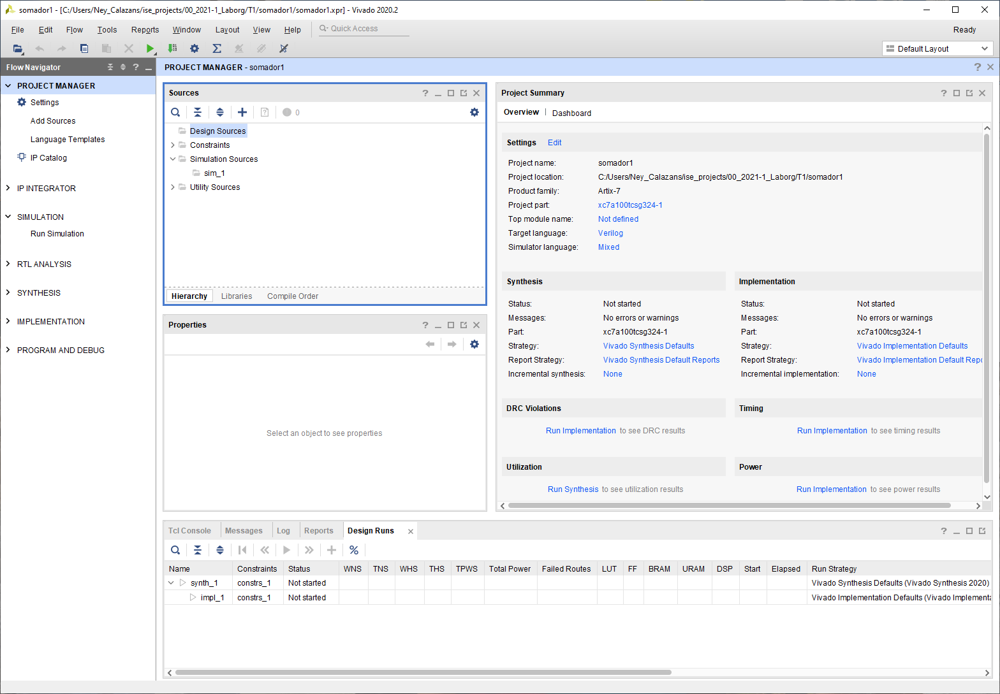 somador1 - [C:/Users/Ney_Calazans/ise_projects/00_2021-1_Laborg/T1/somador1/somador1.xpr] - Vivado 2020.2
File Edit Flow Tools Reports Window Layout View Help Quick Access Ready
Default Layout
Flow Navigator
PROJECT MANAGER
Settings
Add Sources
Language Templates
IP Catalog
IP INTEGRATOR
SIMULATION
Run Simulation
RTL ANALYSIS
SYNTHESIS
IMPLEMENTATION
PROGRAM AND DEBUG
PROJECT MANAGER - somador1
Sources
0
Design Sources
Constraints
Simulation Sources
sim_1
Utility Sources
Hierarchy Libraries Compile Order
Properties
Select an object to see properties
Project Summary
Overview Dashboard
Settings Edit
Project name: somador1
Project location: C:/Users/Ney_Calazans/ise_projects/00_2021-1_Laborg/T1/somador1
Product family: Artix-7
Project part: xc7a100tcsg324-1
Top module name: Not defined
Target language: Verilog
Simulator language: Mixed
Synthesis
Status: Not started
Messages: No errors or warnings
Part: xc7a100tcsg324-1
Strategy: Vivado Synthesis Defaults
Report Strategy: Vivado Synthesis Default Reports
Incremental synthesis: None
Implementation
Status: Not started
Messages: No errors or warnings
Part: xc7a100tcsg324-1
Strategy: Vivado Implementation Defaults
Report Strategy: Vivado Implementation Default Repo
Incremental implementation: None
DRC Violations
Run Implementation to see DRC results
Timing
Run Implementation to see timing results
Utilization
Run Synthesis to see utilization results
Power
Run Implementation to see power results
Tcl Console Messages Log Reports Design Runs
Name Constraints Status WNS TNS WHS THS TPWS Total Power Failed Routes LUT FF BRAM URAM DSP Start Elapsed Run Strategy
synth_1 constrs_1 Not started Vivado Synthesis Defaults (Vivado Synthesis 2020)
impl_1 constrs_1 Not started Vivado Implementation Defaults (Vivado Implementa